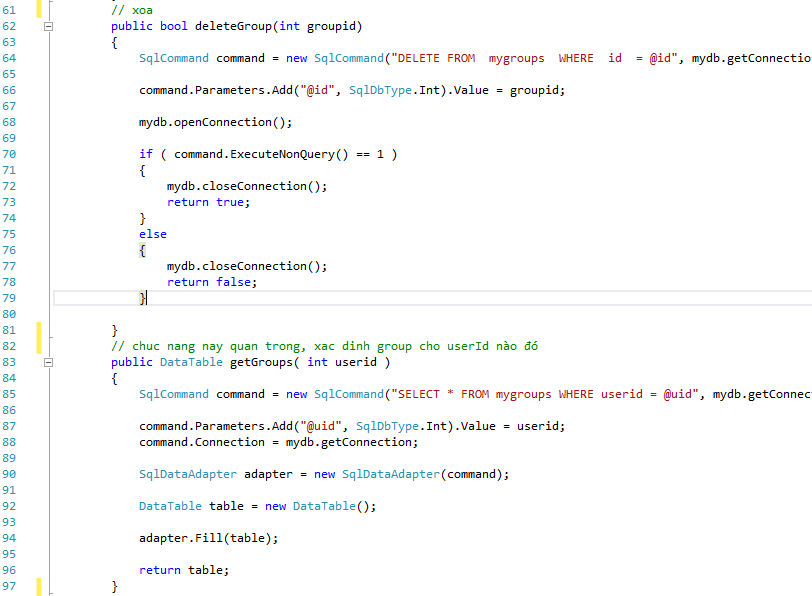 61 // xoa
62 public bool deleteGroup(int groupid)
63 {
64 SqlCommand command = new SqlCommand("DELETE FROM  mygroups  WHERE  id  = @id", mydb.getConnectio
65
66 command.Parameters.Add("@id", SqlDbType.Int).Value = groupid;
67
68 mydb.openConnection();
69
70 if ( command.ExecuteNonQuery() == 1 )
71 {
72 mydb.closeConnection();
73 return true;
74 }
75 else
76 {
77 mydb.closeConnection();
78 return false;
79 }
80
81 }
82 // chuc nang nay quan trong, xac dinh group cho userId nào đó
83 public DataTable getGroups( int userid )
84 {
85 SqlCommand command = new SqlCommand("SELECT * FROM mygroups WHERE userid = @uid", mydb.getConnec
86
87 command.Parameters.Add("@uid", SqlDbType.Int).Value = userid;
88 command.Connection = mydb.getConnection;
89
90 SqlDataAdapter adapter = new SqlDataAdapter(command);
91
92 DataTable table = new DataTable();
93
94 adapter.Fill(table);
95
96 return table;
97 }